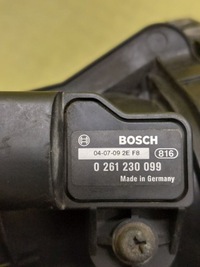 BOSCH
04-07-09 2E F8 816
0 261 230 099
Made in Germany